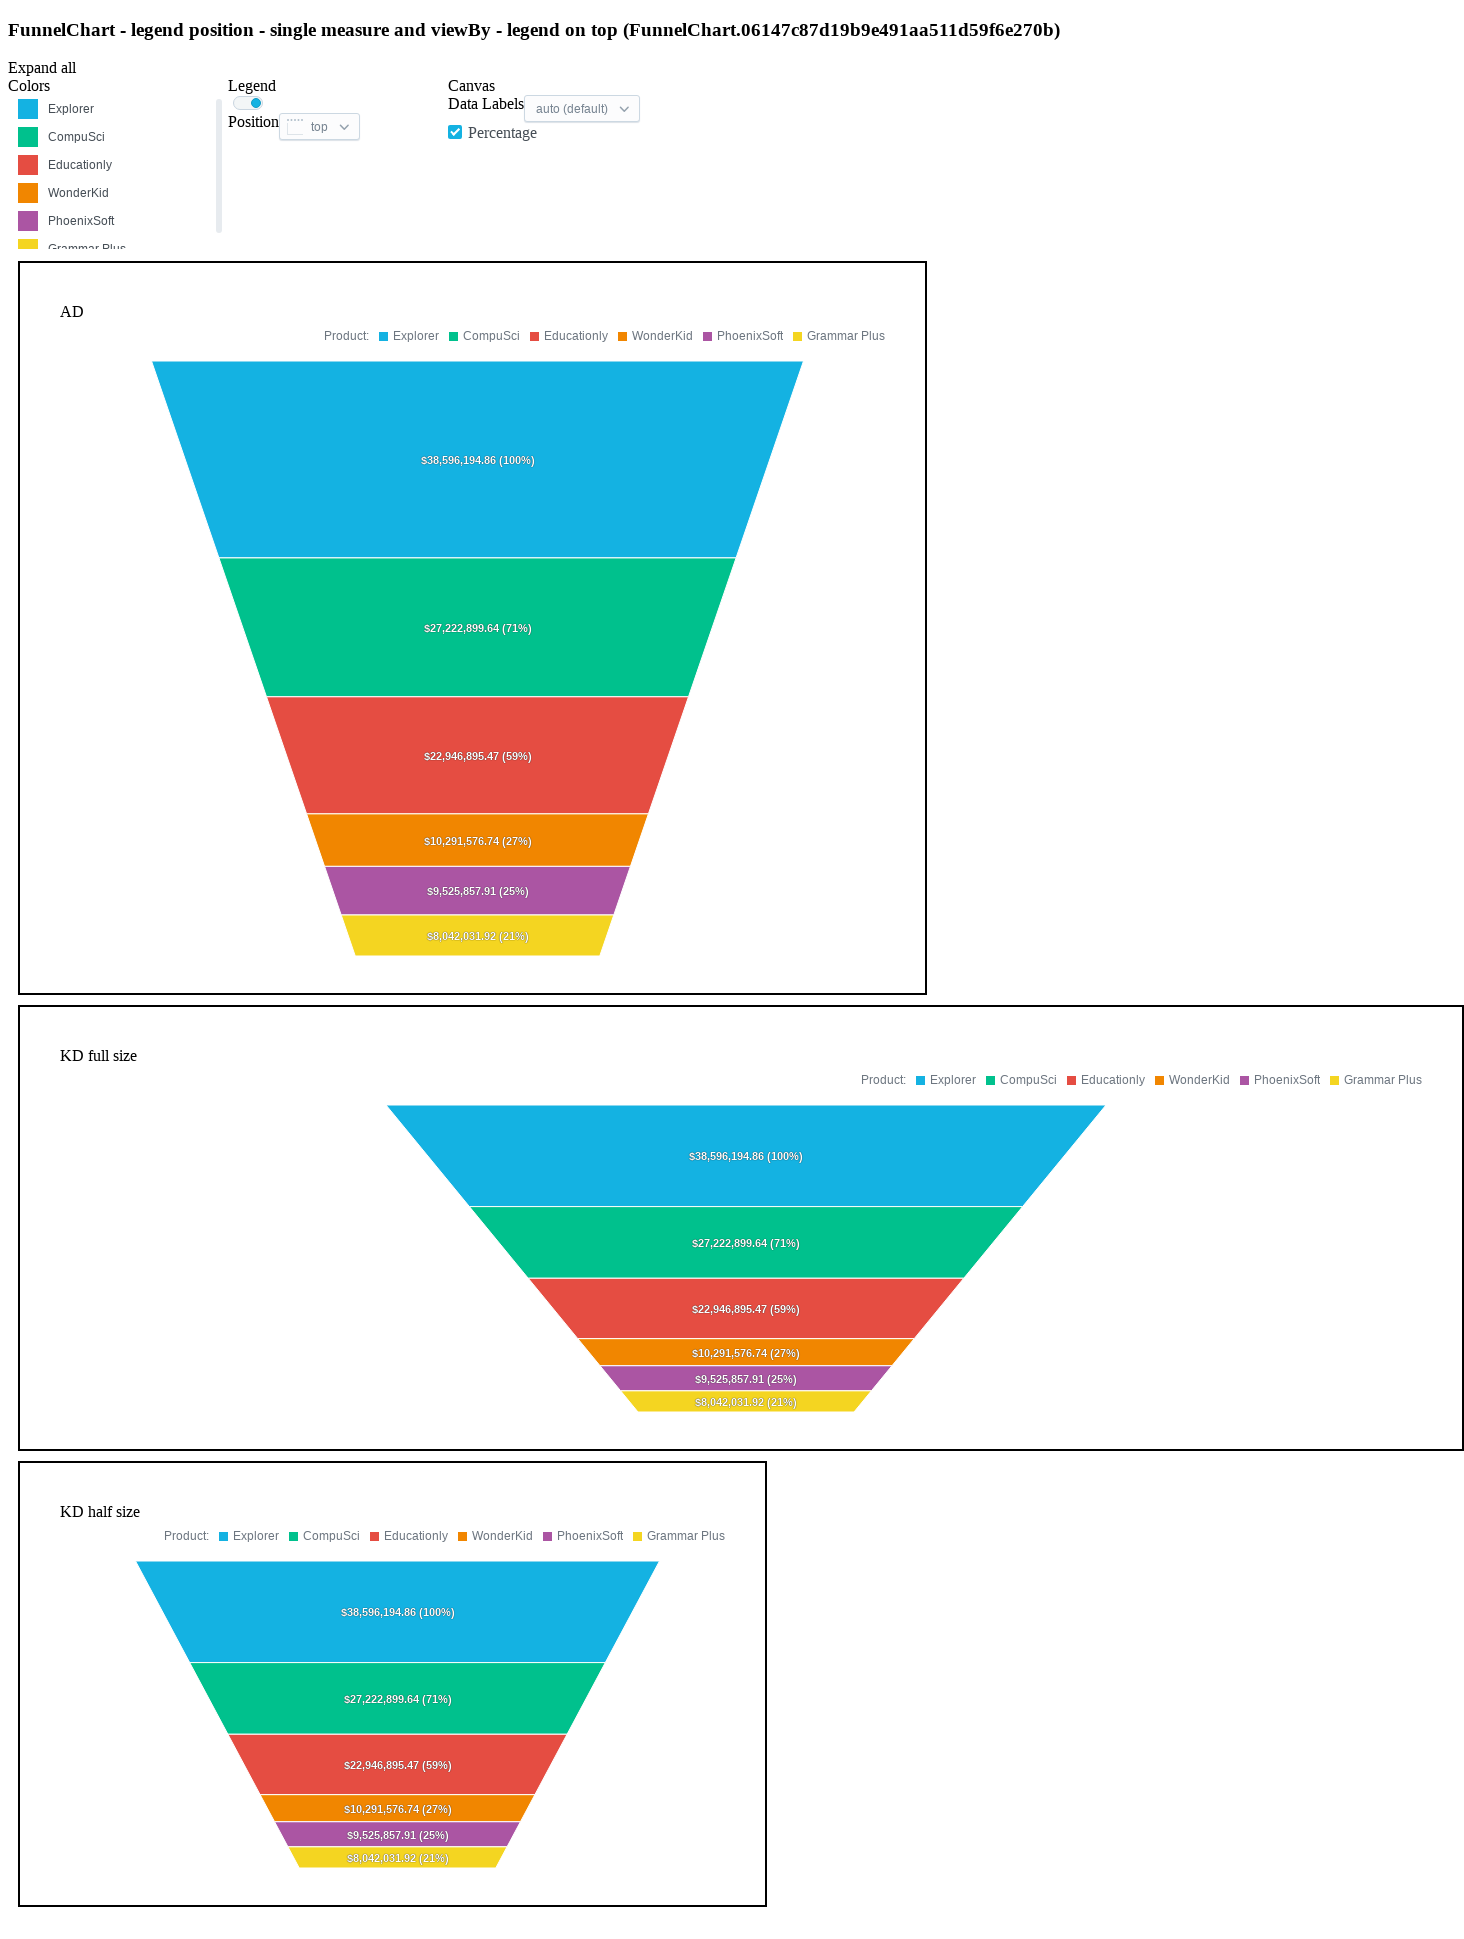 FunnelChart - legend position - single measure and viewBy - legend on top (FunnelChart.06147c87d19b9e491aa511d59f6e270b)
Expand all
Colors
Explorer
CompuSci
Educationly
WonderKid
PhoenixSoft
Grammar Plus
Legend
Position top
Canvas
Data Labels auto (default)
Percentage
AD
Product: Explorer CompuSci Educationly WonderKid PhoenixSoft Grammar Plus
$38,596,194.86 (100%)
$27,222,899.64 (71%)
$22,946,895.47 (59%)
$10,291,576.74 (27%)
$9,525,857.91 (25%)
$8,042,031.92 (21%)
KD full size
Product: Explorer CompuSci Educationly WonderKid PhoenixSoft Grammar Plus
$38,596,194.86 (100%)
$27,222,899.64 (71%)
$22,946,895.47 (59%)
$10,291,576.74 (27%)
$9,525,857.91 (25%)
$8,042,031.92 (21%)
KD half size
Product: Explorer CompuSci Educationly WonderKid PhoenixSoft Grammar Plus
$38,596,194.86 (100%)
$27,222,899.64 (71%)
$22,946,895.47 (59%)
$10,291,576.74 (27%)
$9,525,857.91 (25%)
$8,042,031.92 (21%)